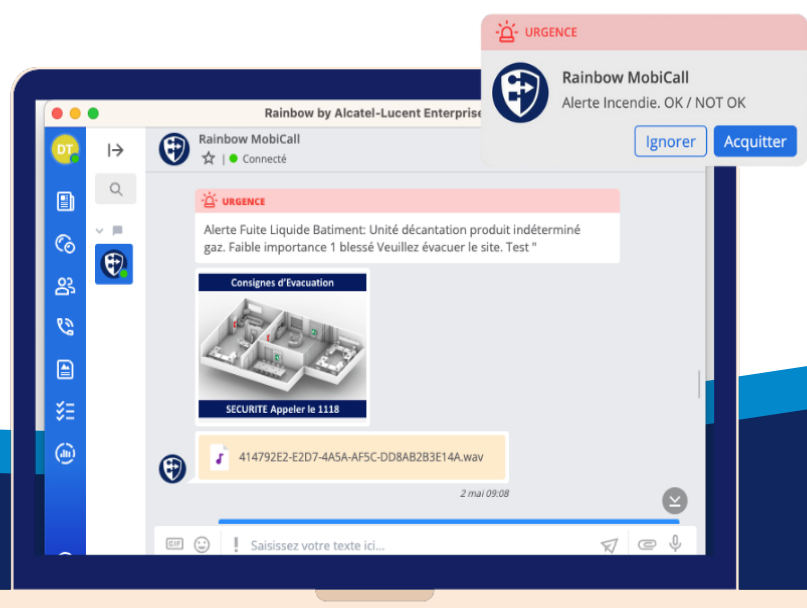 URGENCE
Rainbow MobiCall
Alerte Incendie. OK / NOT OK
Ignorer Acquitter
Rainbow by Alcatel-Lucent Enterprise
DT
Rainbow MobiCall
Connecté
URGENCE
Alerte Fuite Liquide Batiment: Unité décantation produit indéterminé
gaz. Faible importance 1 blessé Veuillez évacuer le site. Test "
Consignes d'Evacuation
SECURITE Appeler le 1118
414792E2-E2D7-4A5A-AF5C-DD8AB2B3E14A.wav
2 mai 09:08
GIF ! Saisissez votre texte ici...